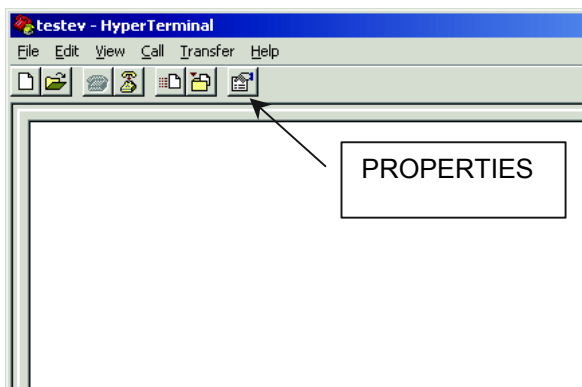 testev - HyperTerminal
File Edit View Call Transfer Help
PROPERTIES